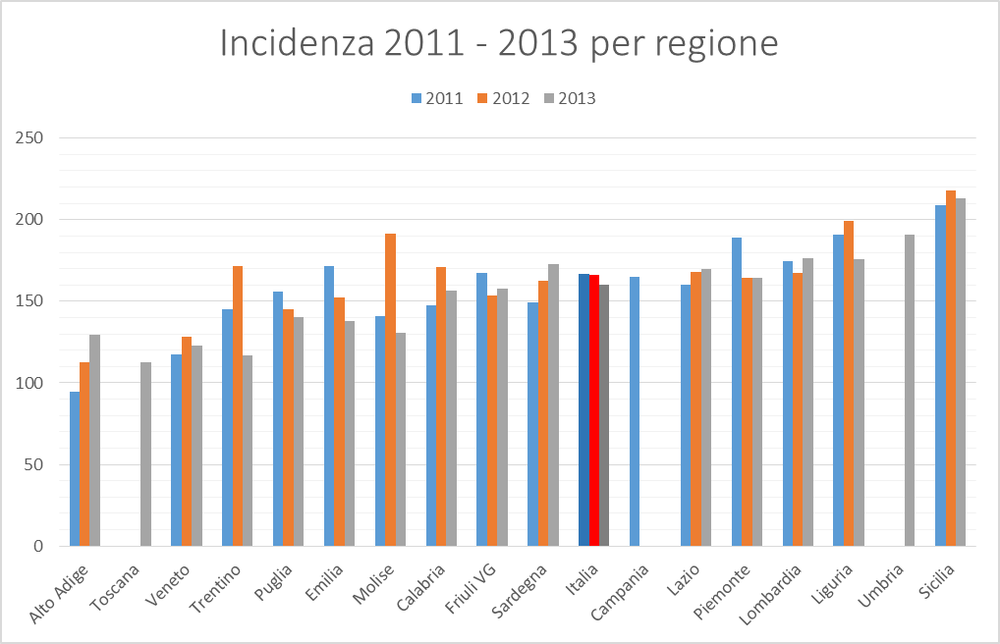 Incidenza 2011 - 2013 per regione
2011 2012 2013
250
200
150
100
50
0
Alto Adige
Toscana
Veneto
Trentino
Puglia
Emilia
Molise
Calabria
Friuli VG
Sardegna
Italia
Campania
Lazio
Piemonte
Lombardia
Liguria
Umbria
Sicilia